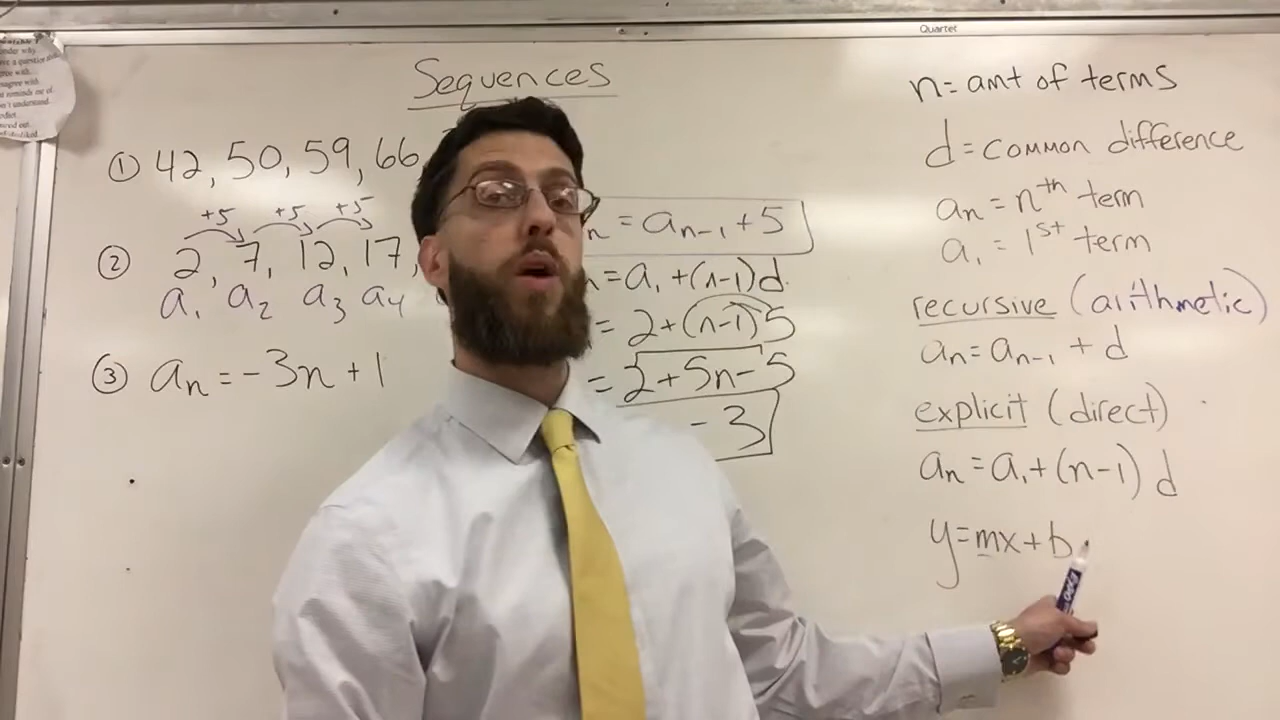 Quartet
Sequences
① 42, 50, 59, 66
+5 +5 +5
② 2, 7, 12, 17,
a₁ a₂ a₃ a₄
③ aₙ = -3n + 1
ₙ = aₙ₋₁ + 5
ₙ = a₁ + (n-1)d
= 2 + (n-1)5
= 2 + 5n - 5
- 3
n = amt of terms
d = common difference
aₙ = nᵗʰ term
a₁ = 1ˢᵗ term
recursive (arithmetic)
aₙ = aₙ₋₁ + d
explicit (direct)
aₙ = a₁ + (n-1) d
y = mx + b